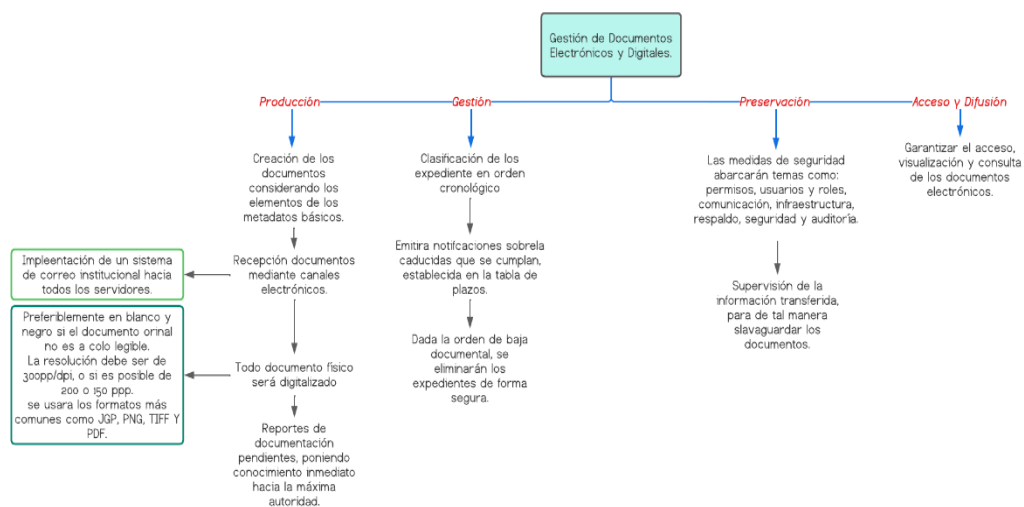 Gestión de Documentos
Electrónicos y Digitales.
Producción
Gestión
Preservación
Acceso y Difusión
Creación de los
documentos
considerando los
elementos de los
metadatos básicos.
Recepción documentos
mediante canales
electrónicos.
Impleentación de un sistema
de correo institucional hacia
todos los servidores.
Todo documento físico
será digitalizado
Preferiblemente en blanco y
negro si el documento orinal
no es a colo legible.
La resolución debe ser de
300pp/dpi, o si es posible de
200 o 150 ppp.
se usara los formatos más
comunes como JGP, PNG, TIFF Y
PDF.
Reportes de
documentación
pendientes, poniendo
conocimiento inmediato
hacia la máxima
autoridad.
Clasificación de los
expediente en orden
cronológico
Emitira notifcaciones sobrela
caducidas que se cumplan,
establecida en la tabla de
plazos.
Dada la orden de baja
documental, se
eliminarán los
expedientes de forma
segura.
Las medidas de seguridad
abarcarán temas como:
permisos, usuarios y roles,
comunicación, infraestructura,
respaldo, seguridad y auditoría.
Supervisión de la
información transferida,
para de tal manera
slavaguardar los
documentos.
Garantizar el acceso,
visualización y consulta
de los documentos
electrónicos.